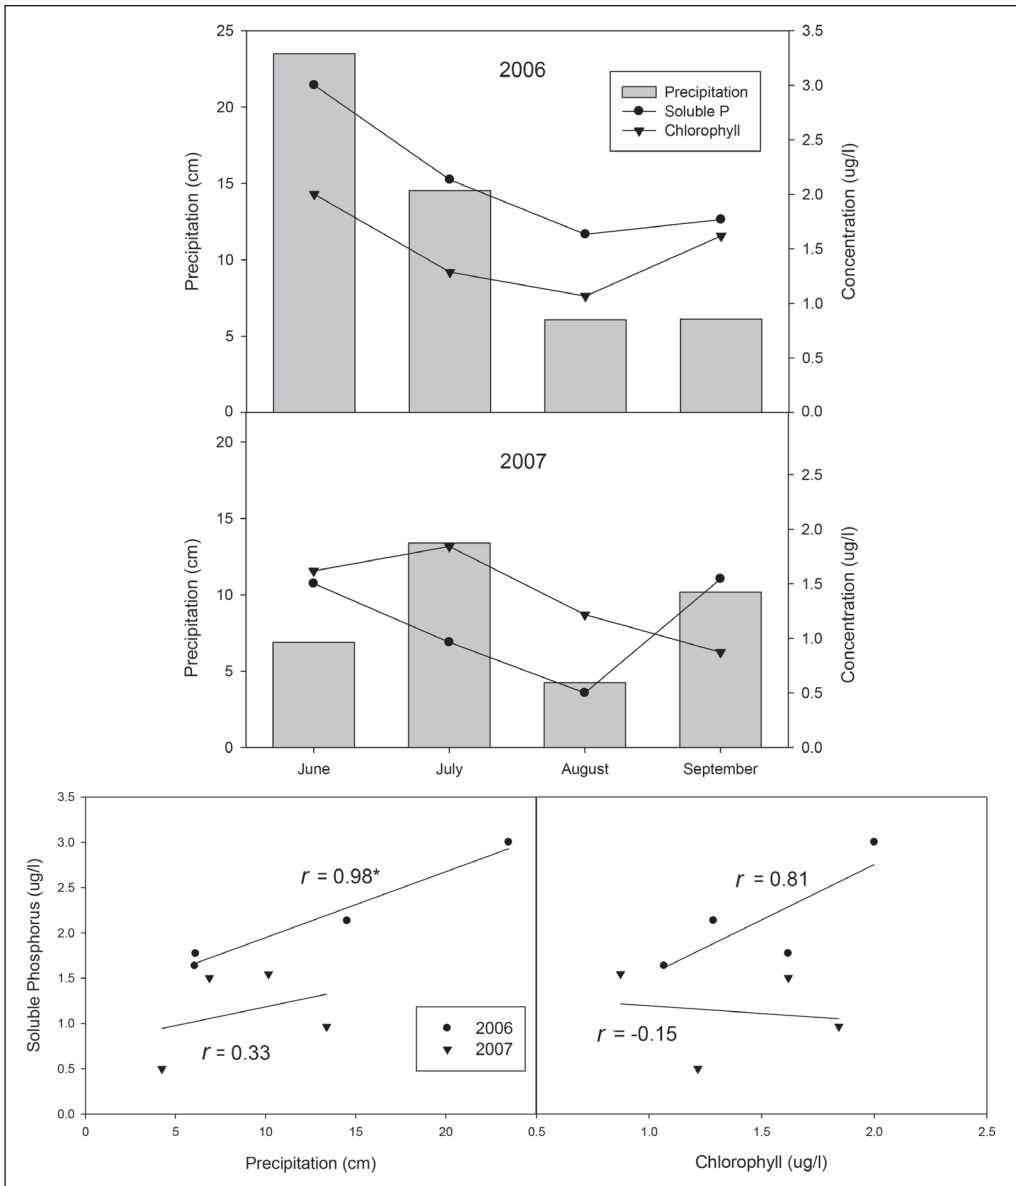 2006
Precipitation
Soluble P
Chlorophyll
25
20
15
10
5
0
Precipitation (cm)
3.5
3.0
2.5
2.0
1.5
1.0
0.5
0.0
Concentration (ug/l)
2007
20
15
10
5
0
Precipitation (cm)
2.5
2.0
1.5
1.0
0.5
0.0
Concentration (ug/l)
June July August September
3.5
3.0
2.5
2.0
1.5
1.0
0.5
0.0
Soluble Phosphorus (ug/l)
r = 0.98*
r = 0.33
2006
2007
r = 0.81
r = -0.15
0 5 10 15 20 0.5 1.0 1.5 2.0 2.5
Precipitation (cm) Chlorophyll (ug/l)